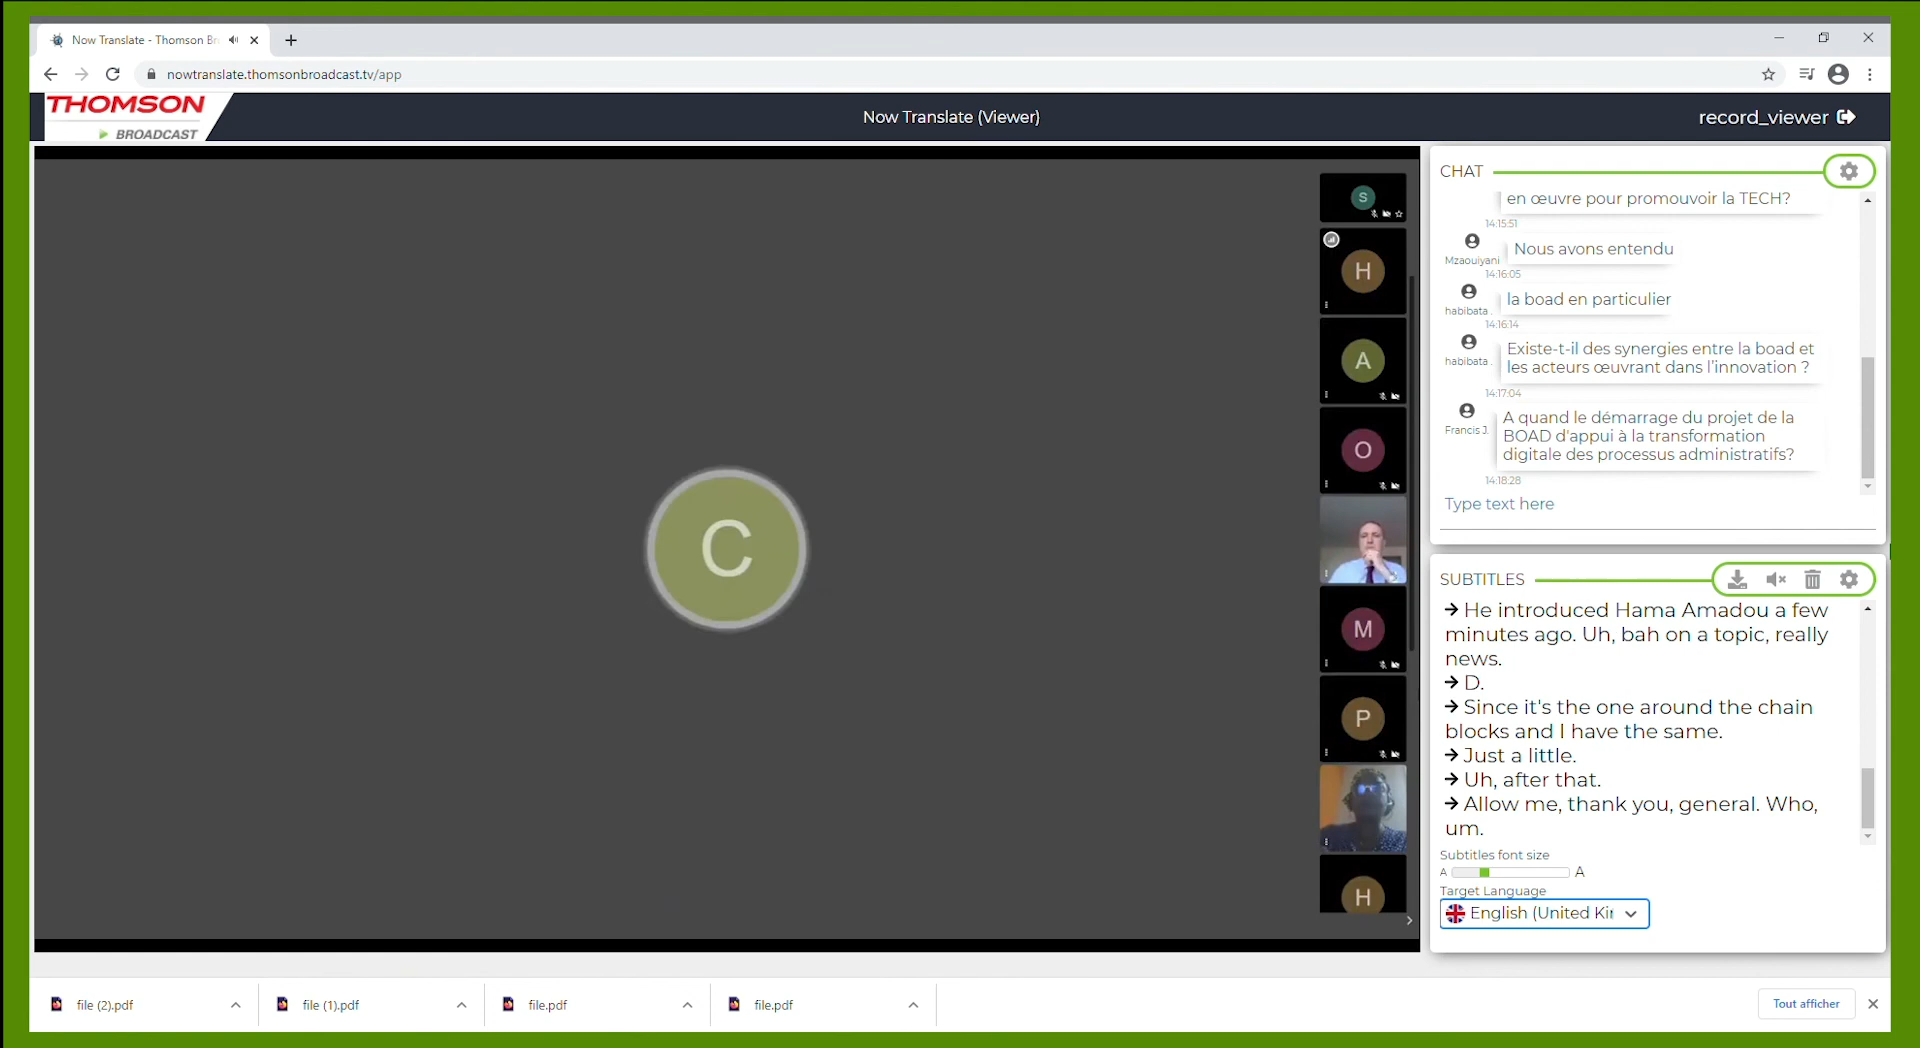 Now Translate - Thomson Br
nowtranslate.thomsonbroadcast.tv/app
THOMSON
BROADCAST
Now Translate (Viewer)
record_viewer
C
S
H
A
O
M
P
H
CHAT
en œuvre pour promouvoir la TECH?
14:15:51
Mzaouiyani
Nous avons entendu
14:16:05
habibata .
la boad en particulier
14:16:14
habibata .
Existe-t-il des synergies entre la boad et
les acteurs œuvrant dans l'innovation ?
14:17:04
Francis J.
A quand le démarrage du projet de la
BOAD d'appui à la transformation
digitale des processus administratifs?
14:18:28
Type text here
SUBTITLES
→ He introduced Hama Amadou a few
minutes ago. Uh, bah on a topic, really
news.
→ D.
→ Since it's the one around the chain
blocks and I have the same.
→ Just a little.
→ Uh, after that.
→ Allow me, thank you, general. Who,
um.
Subtitles font size
A A
Target Language
English (United Kin
file (2).pdf
file (1).pdf
file.pdf
file.pdf
Tout afficher